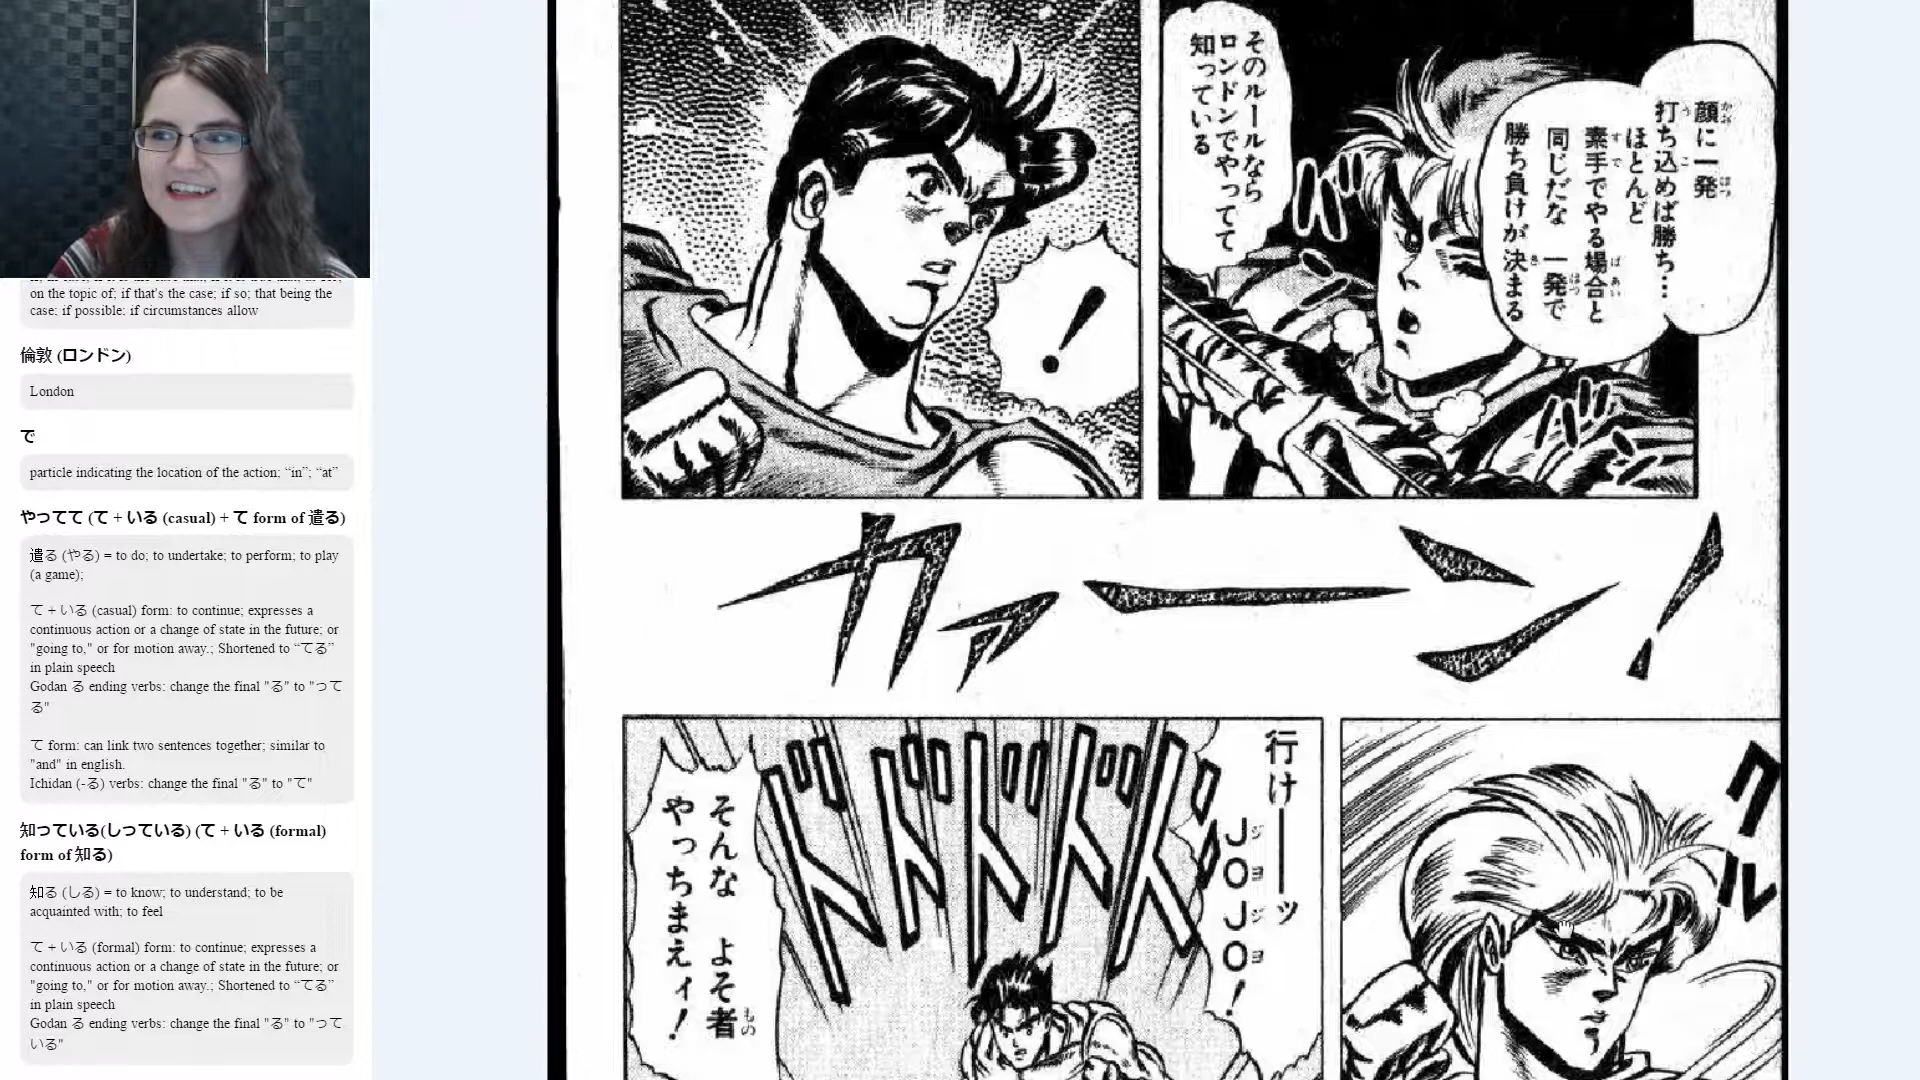 on the topic of; if that's the case; if so; that being the
case; if possible; if circumstances allow
倫敦 (ロンドン)
London
で
particle indicating the location of the action; “in”; “at”
やってて (て + いる (casual) + て form of 遣る)
遣る (やる) = to do; to undertake; to perform; to play
(a game);
て + いる (casual) form: to continue; expresses a
continuous action or a change of state in the future; or
"going to," or for motion away.; Shortened to “てる”
in plain speech
Godan る ending verbs: change the final "る" to "って
る"
て form: can link two sentences together; similar to
"and" in english.
Ichidan (-る) verbs: change the final "る" to "て"
知っている(しっている) (て + いる (formal)
form of 知る)
知る (しる) = to know; to understand; to be
acquainted with; to feel
て + いる (formal) form: to continue; expresses a
continuous action or a change of state in the future; or
"going to," or for motion away.; Shortened to “てる”
in plain speech
Godan る ending verbs: change the final "る" to "って
いる"
顔に一発
打ち込めば勝ち…
ほとんど
素手でやる場合と
同じだな 一発で
勝ち負けが決まる
バッ
そのルールなら
ロンドンでやってて
知っている
！
カァーン！
クル
行け──ッ
JOJO！
ドドドドド
そんな よそ者
やっちまえィ！